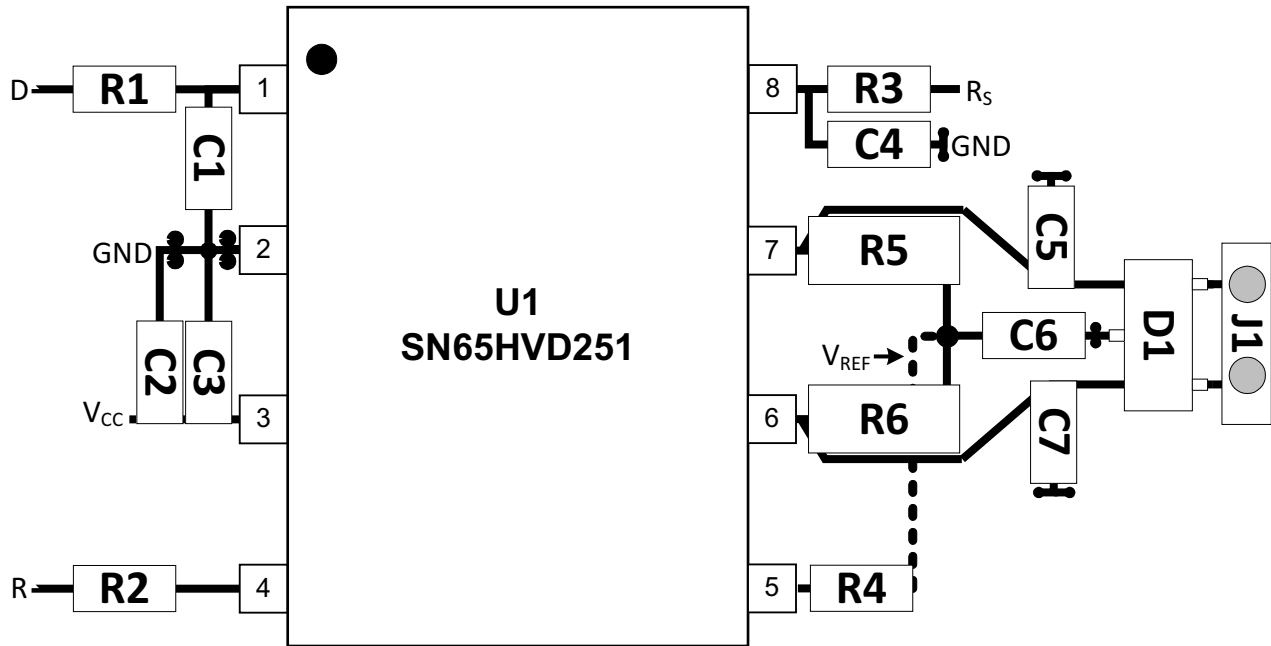 D
R1
1
8
R3
RS
C1
C4
GND
GND
2
7
R5
C5
U1
SN65HVD251
C6
D1
J1
VREF
C2
C3
VCC
3
6
R6
C7
R
R2
4
5
R4